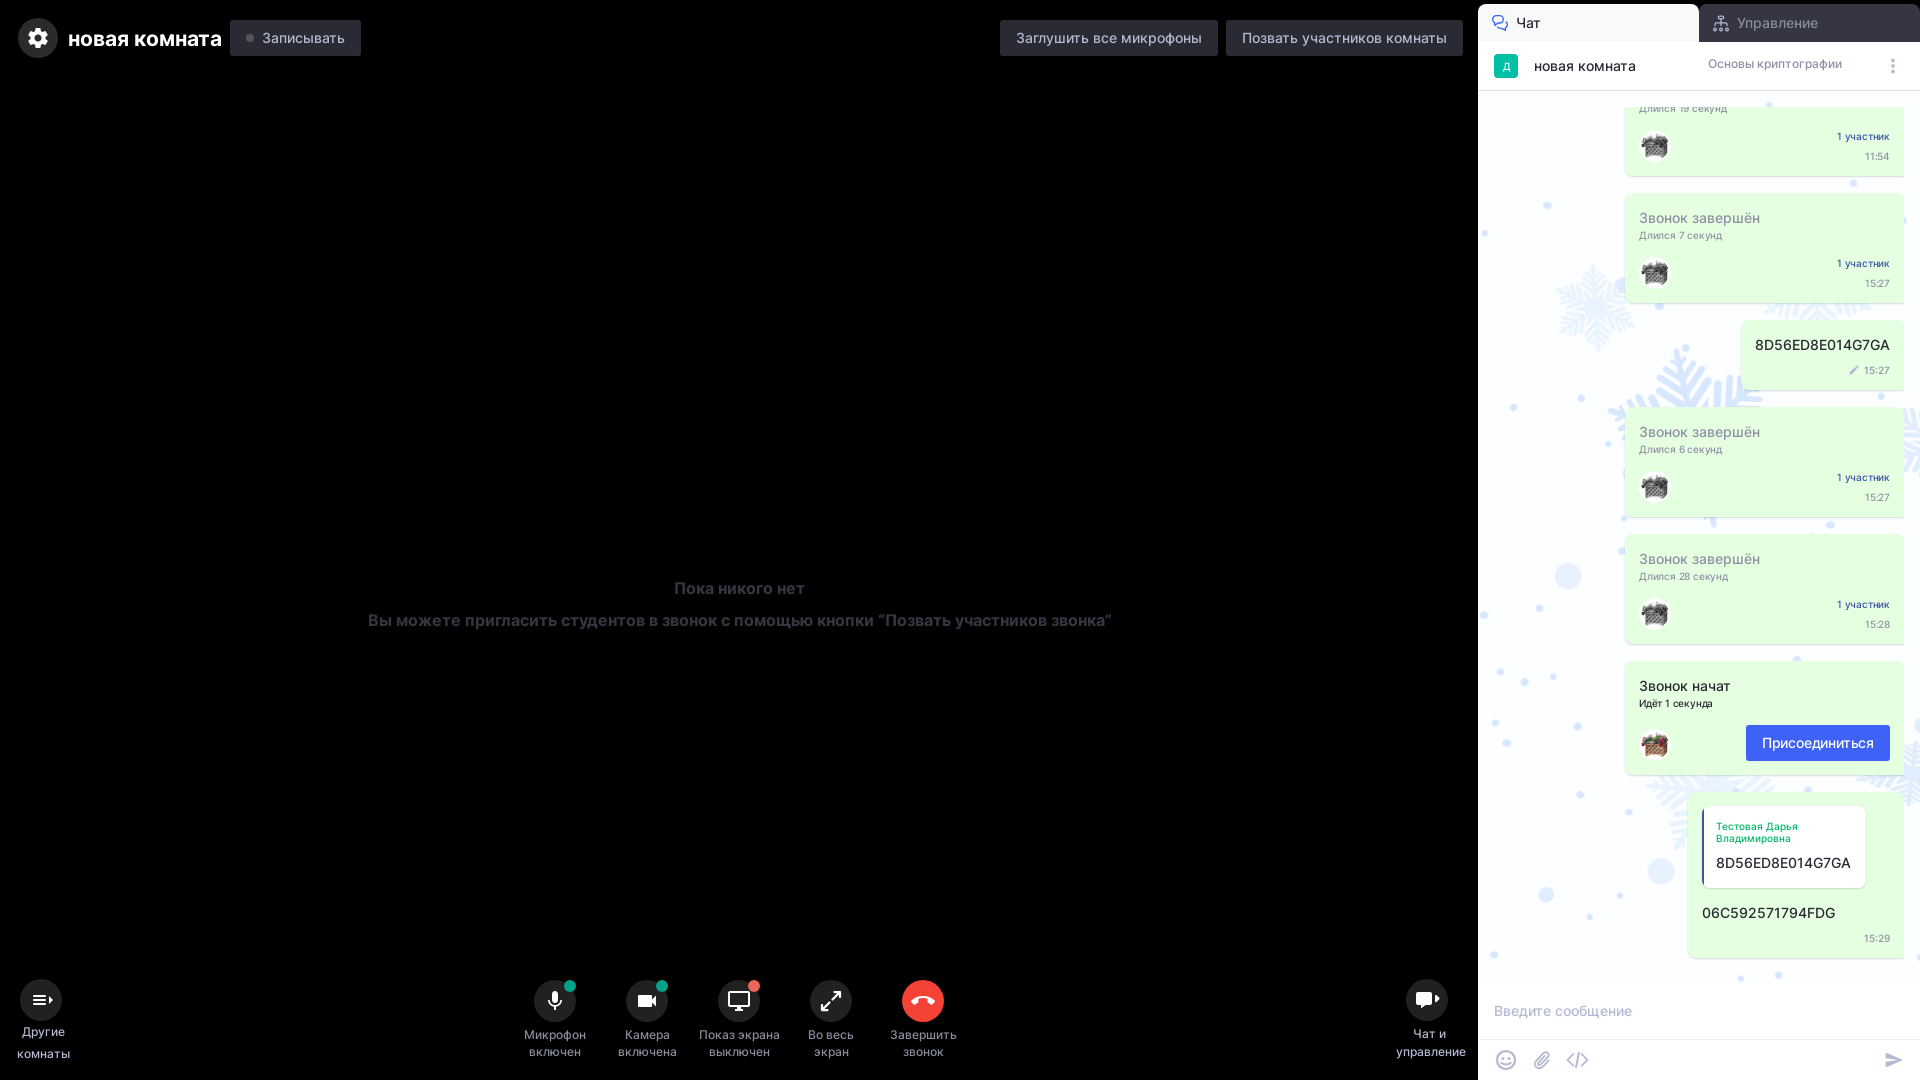 новая комната
Записывать
Заглушить все микрофоны
Позвать участников комнаты
Пока никого нет
Вы можете пригласить студентов в звонок с помощью кнопки “Позвать участников звонка”
Другие
комнаты
Микрофон
включен
Камера
включена
Показ экрана
выключен
Во весь
экран
Завершить
звонок
Чат и
управление
Чат
Управление
Д
новая комната
Основы криптографии
Длился 19 секунд
1 участник
11:54
Звонок завершён
Длился 7 секунд
1 участник
15:27
8D56ED8E014G7GA
15:27
Звонок завершён
Длился 6 секунд
1 участник
15:27
Звонок завершён
Длился 28 секунд
1 участник
15:28
Звонок начат
Идёт 1 секунда
Присоединиться
Тестовая Дарья
Владимировна
8D56ED8E014G7GA
06C592571794FDG
15:29
Введите сообщение